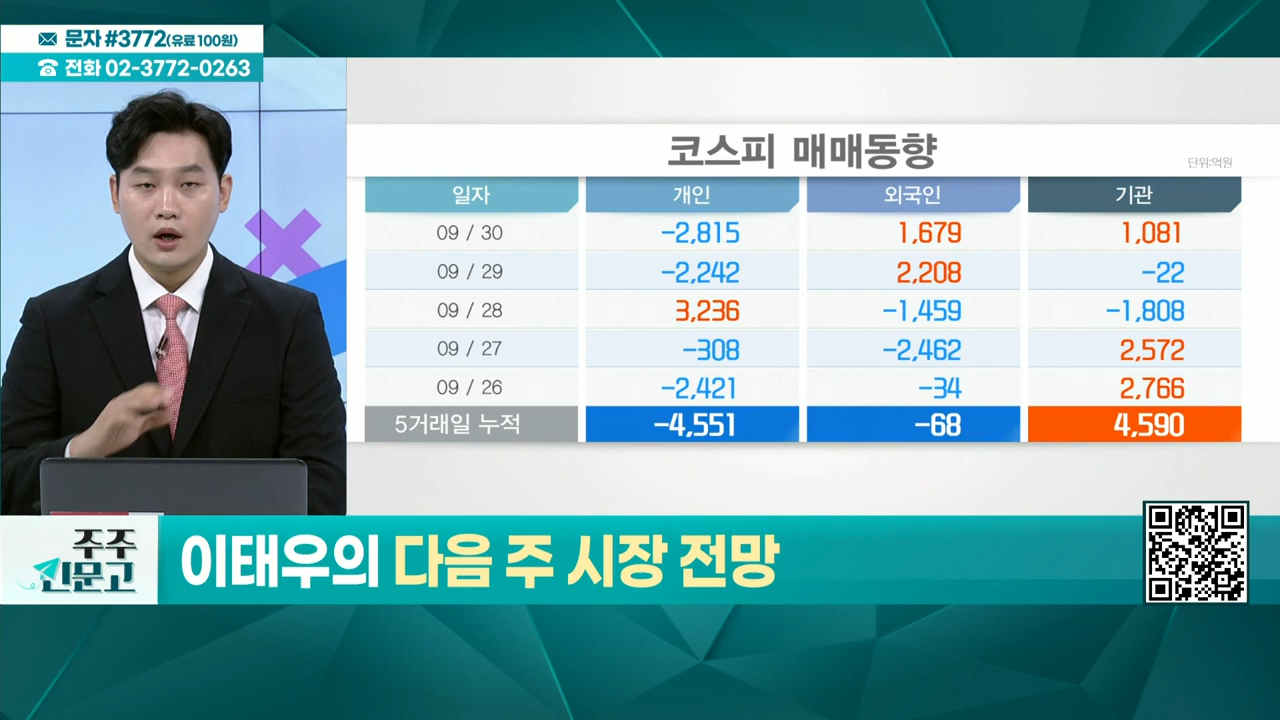 문자 #3772(유료 100원)
전화 02-3772-0263
코스피 매매동향
단위:억원
일자 개인 외국인 기관
09 / 30 -2,815 1,679 1,081
09 / 29 -2,242 2,208 -22
09 / 28 3,236 -1,459 -1,808
09 / 27 -308 -2,462 2,572
09 / 26 -2,421 -34 2,766
5거래일 누적 -4,551 -68 4,590
주주
신문고
이태우의 다음 주 시장 전망